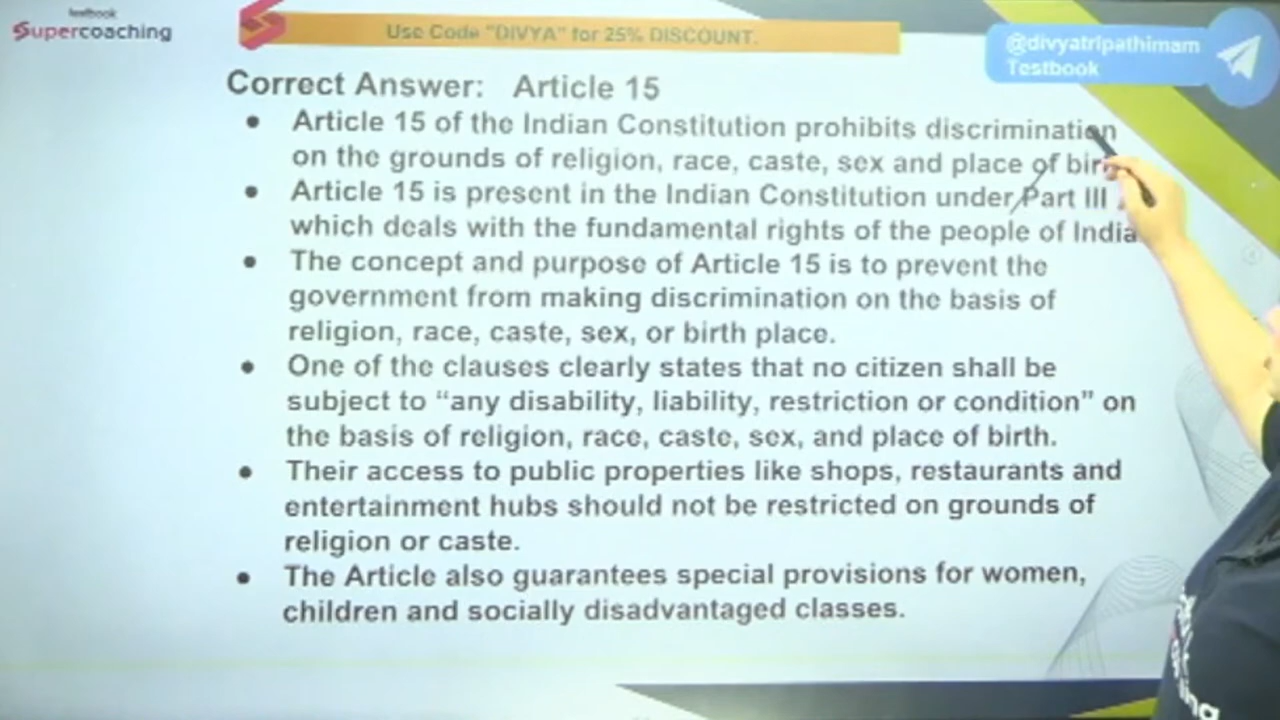 testbook
Supercoaching
Use Code "DIVYA" for 25% DISCOUNT.
@divyatripathimam
Testbook
Correct Answer: Article 15
• Article 15 of the Indian Constitution prohibits discrimination
on the grounds of religion, race, caste, sex and place of
• Article 15 is present in the Indian Constitution under Part III
which deals with the fundamental rights of the people of India
• The concept and purpose of Article 15 is to prevent the
government from making discrimination on the basis of
religion, race, caste, sex, or birth place.
• One of the clauses clearly states that no citizen shall be
subject to “any disability, liability, restriction or condition” on
the basis of religion, race, caste, sex, and place of birth.
• Their access to public properties like shops, restaurants and
entertainment hubs should not be restricted on grounds of
religion or caste.
• The Article also guarantees special provisions for women,
children and socially disadvantaged classes.